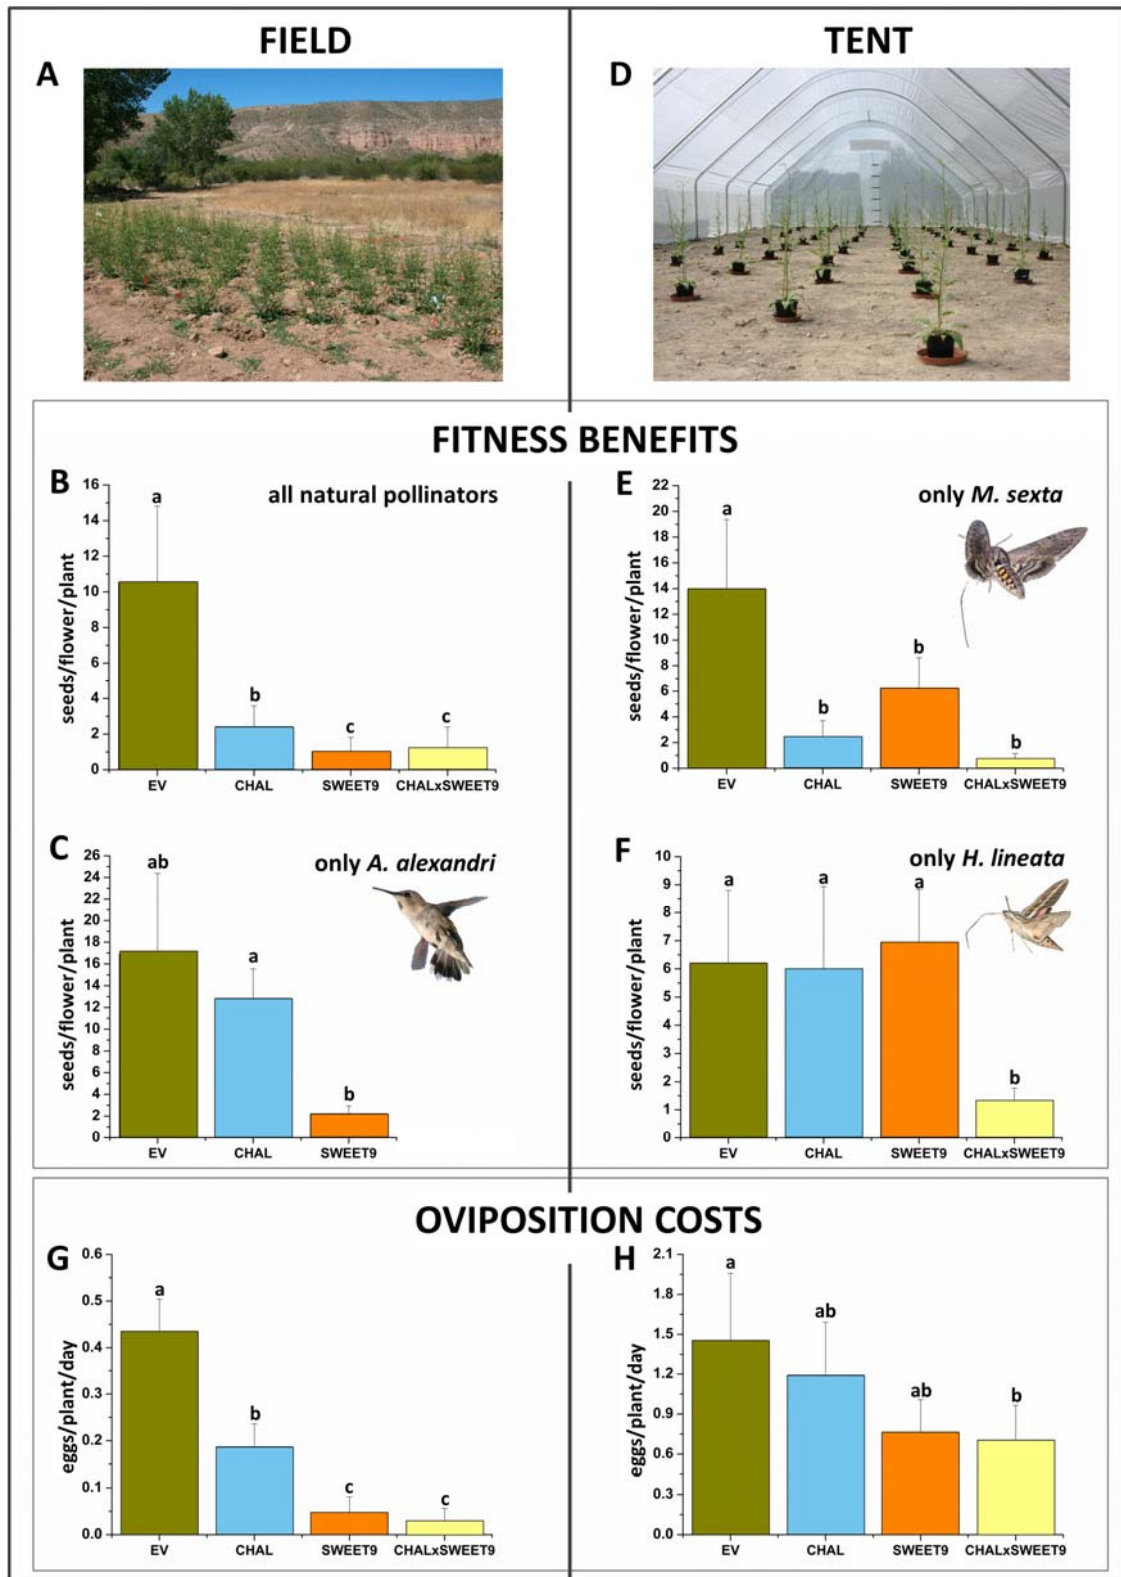 FIELD
TENT
A
D
FITNESS BENEFITS
B
all natural pollinators
seeds/flower/plant
16
14
12
10
8
6
4
2
0
a
b
c
c
EV CHAL SWEET9 CHALxSWEET9
E
only M. sexta
seeds/flower/plant
22
20
18
16
14
12
10
8
6
4
2
0
a
b
b
b
EV CHAL SWEET9 CHALxSWEET9
C
only A. alexandri
seeds/flower/plant
26
24
22
20
18
16
14
12
10
8
6
4
2
0
ab
a
b
EV CHAL SWEET9
F
only H. lineata
seeds/flower/plant
10
9
8
7
6
5
4
3
2
1
0
a
a
a
b
EV CHAL SWEET9 CHALxSWEET9
OVIPOSITION COSTS
G
eggs/plant/day
0.6
0.5
0.4
0.3
0.2
0.1
0.0
a
b
c
c
EV CHAL SWEET9 CHALxSWEET9
H
eggs/plant/day
2.1
1.8
1.5
1.2
0.9
0.6
0.3
0.0
a
ab
ab
b
EV CHAL SWEET9 CHALxSWEET9